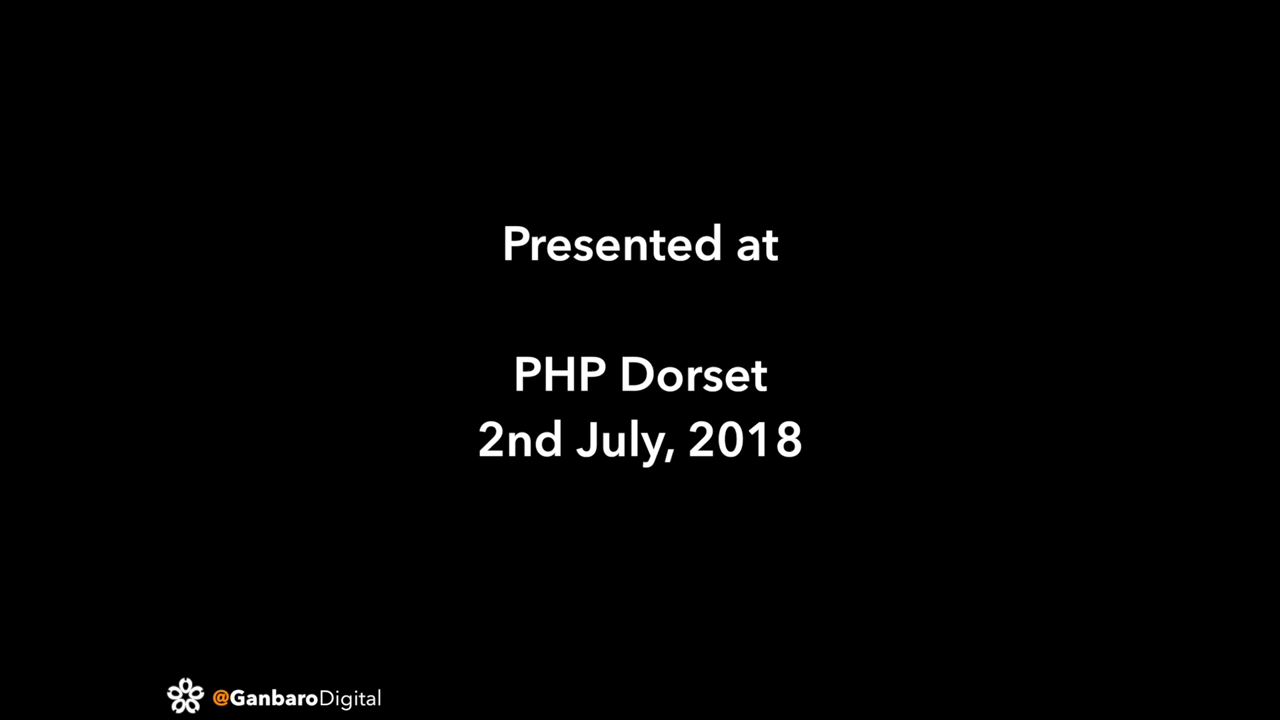 Presented at
PHP Dorset
2nd July, 2018
@GanbaroDigital